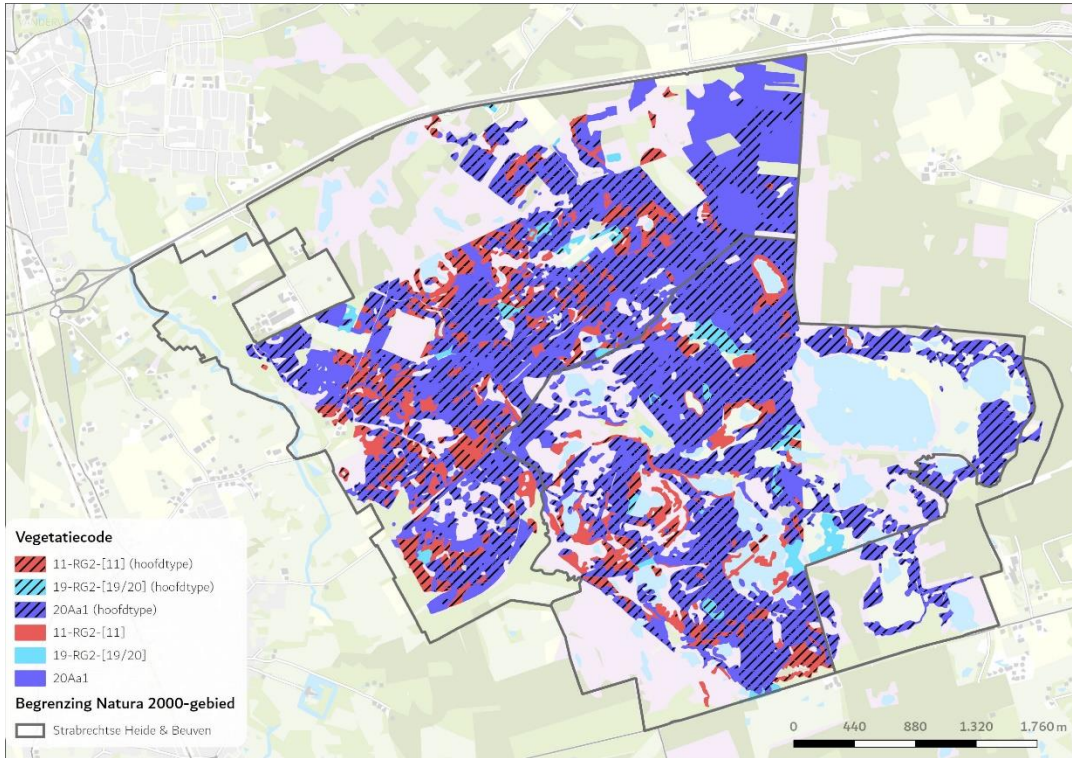 Vegetatiecode
11-RG2-[11] (hoofdtype)
19-RG2-[19/20] (hoofdtype)
20Aa1 (hoofdtype)
11-RG2-[11]
19-RG2-[19/20]
20Aa1
Begrenzing Natura 2000-gebied
Strabrechtse Heide & Beuven
0 440 880 1.320 1.760 m